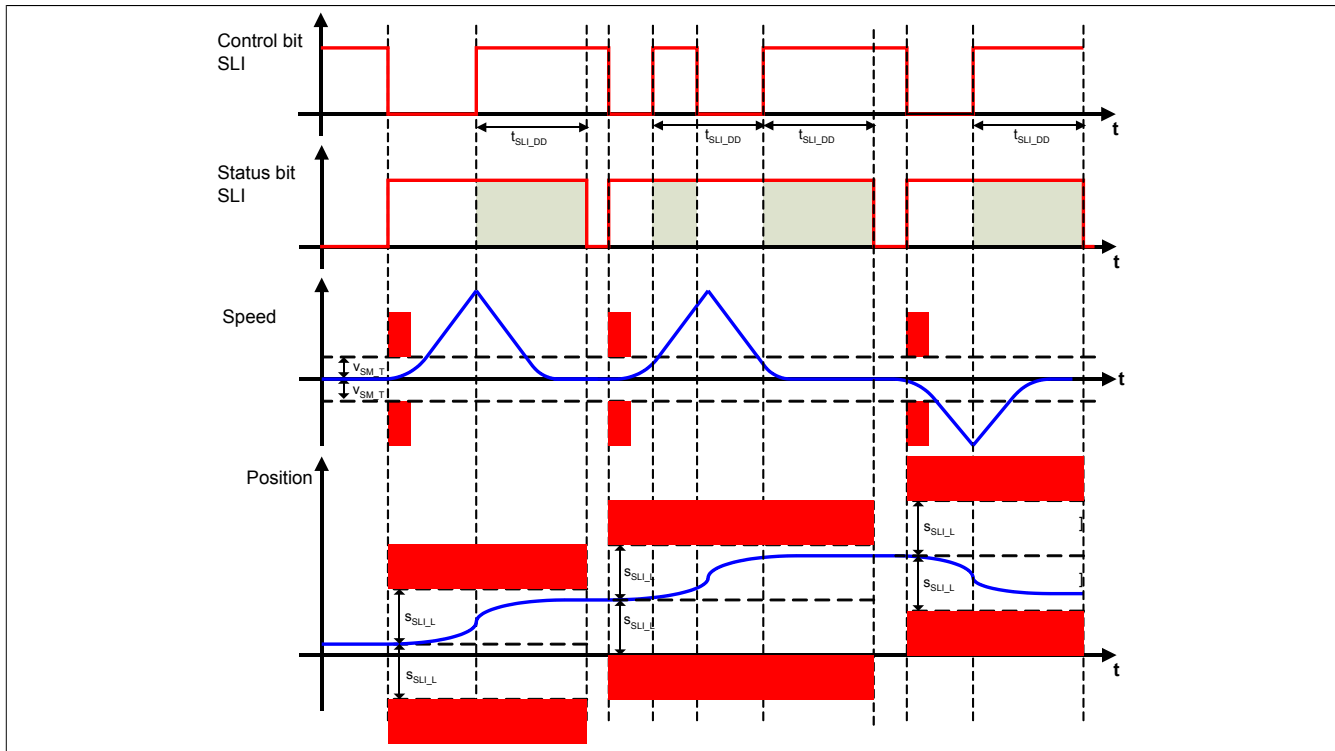 Control bit
SLI
t
tSLI_DD
tSLI_DD
tSLI_DD
tSLI_DD
Status bit
SLI
t
Speed
vSM_T
vSM_T
t
Position
sSLI_L
sSLI_L
sSLI_L
sSLI_L
sSLI_L
sSLI_L
t